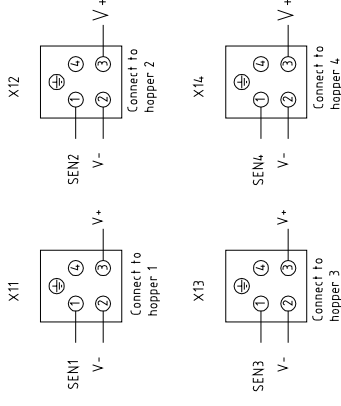 X12
1
4
2
3
V+
SEN2
V-
Connect to
hopper 2
X14
1
4
2
3
V+
SEN4
V-
Connect to
hopper 4
X11
1
4
2
3
V+
SEN1
V-
Connect to
hopper 1
X13
1
4
2
3
V+
SEN3
V-
Connect to
hopper 3